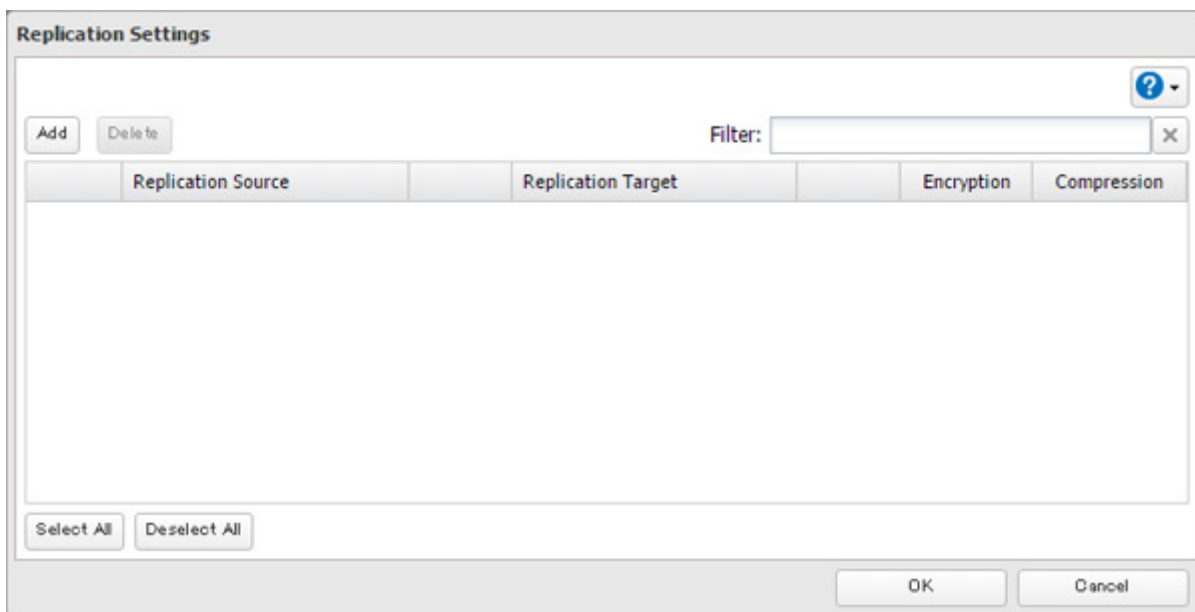 Replication Settings
?
Add Delete Filter:
Replication Source Replication Target Encryption Compression
Select All Deselect All
OK Cancel